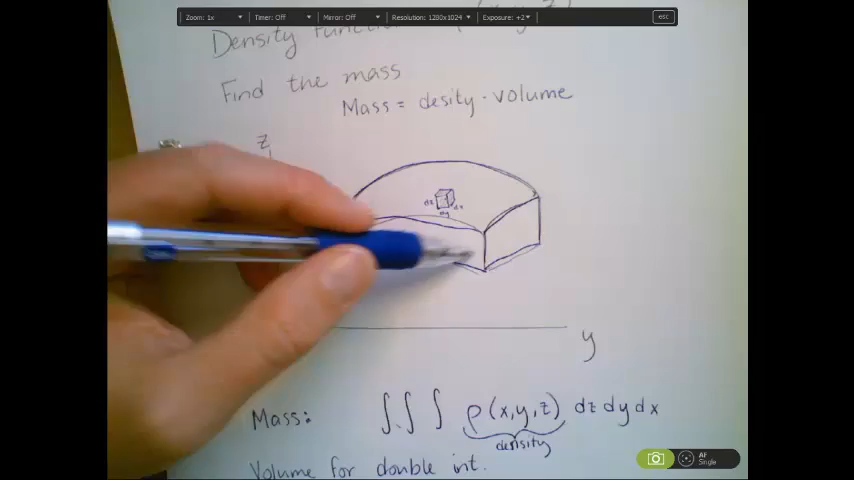 Zoom: 1x Timer: Off Mirror: Off Resolution: 1280x1024 Exposure: +2 esc
Density
Find the mass
Mass = desity · volume
z
dz dx
dy
y
Mass: ∫∫∫ ρ(x,y,z) dz dy dx
density
Volume for double int.
AF
Single